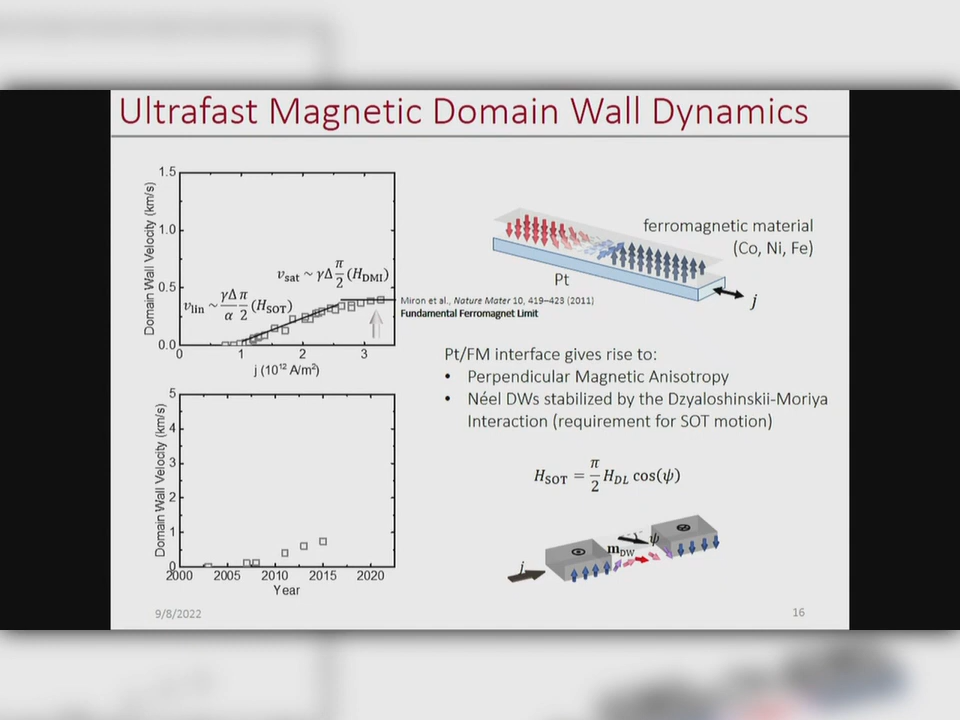 Ultrafast Magnetic Domain Wall Dynamics
1.5
1.0
0.5
0.0
0
1
2
3
Domain Wall Velocity (km/s)
j (10¹² A/m²)
v_sat ~ γΔ π/2 (H_DMI)
v_lin ~ γΔ/α π/2 (H_SOT)
Miron et al., Nature Mater 10, 419–423 (2011)
Fundamental Ferromagnet Limit
ferromagnetic material
(Co, Ni, Fe)
Pt
j
Pt/FM interface gives rise to:
• Perpendicular Magnetic Anisotropy
• Néel DWs stabilized by the Dzyaloshinskii-Moriya
Interaction (requirement for SOT motion)
H_SOT = π/2 H_DL cos(ψ)
5
4
3
2
1
0
2000
2005
2010
2015
2020
Domain Wall Velocity (km/s)
Year
j
m_DW
ψ
9/8/2022
16